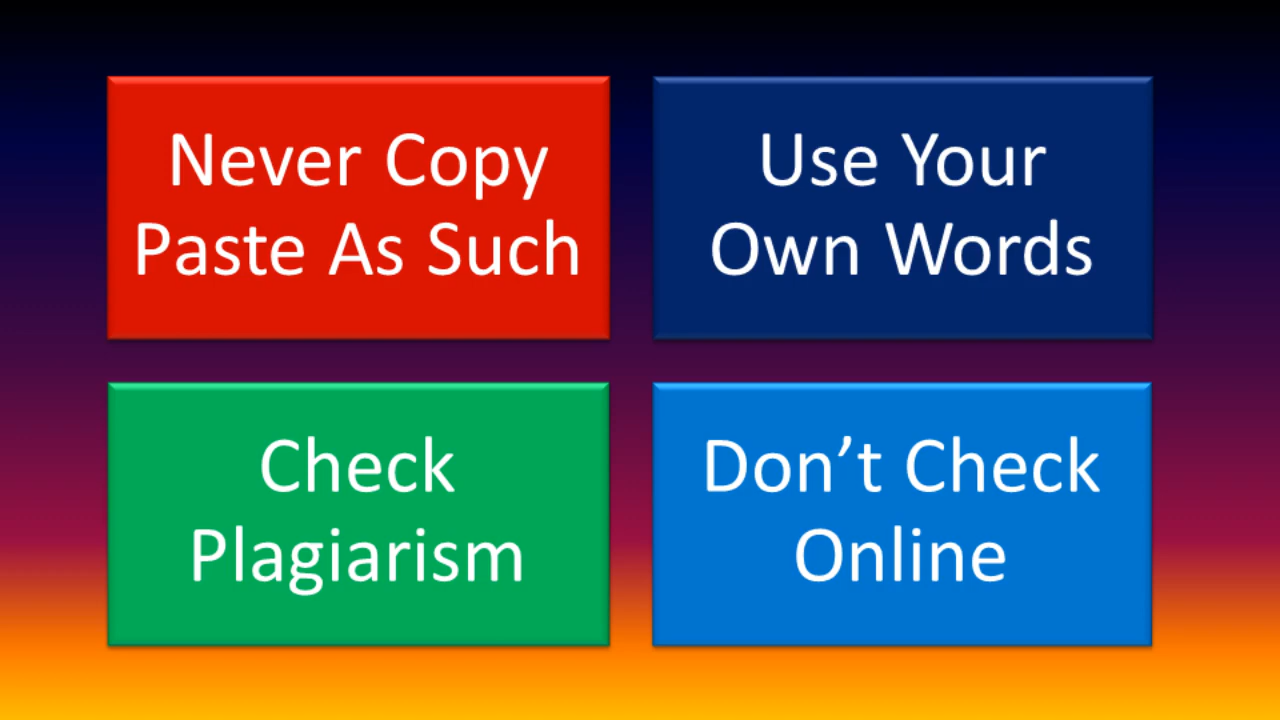 Never Copy
Paste As Such
Use Your
Own Words
Check
Plagiarism
Don’t Check
Online